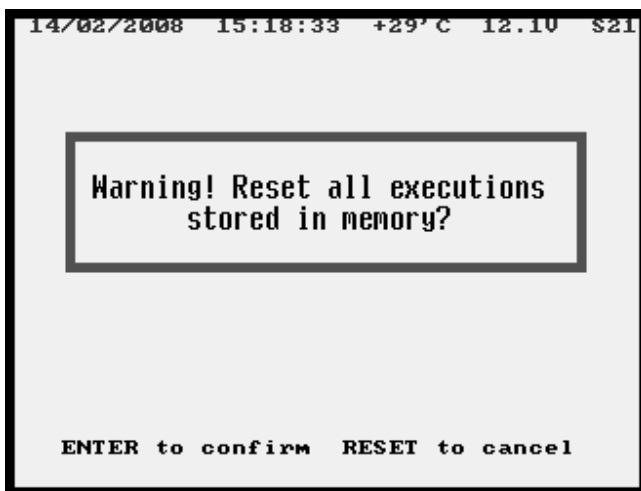 14/02/2008 15:18:33 +29'C 12.1V S21
Warning! Reset all executions
stored in memory?
ENTER to confirm RESET to cancel